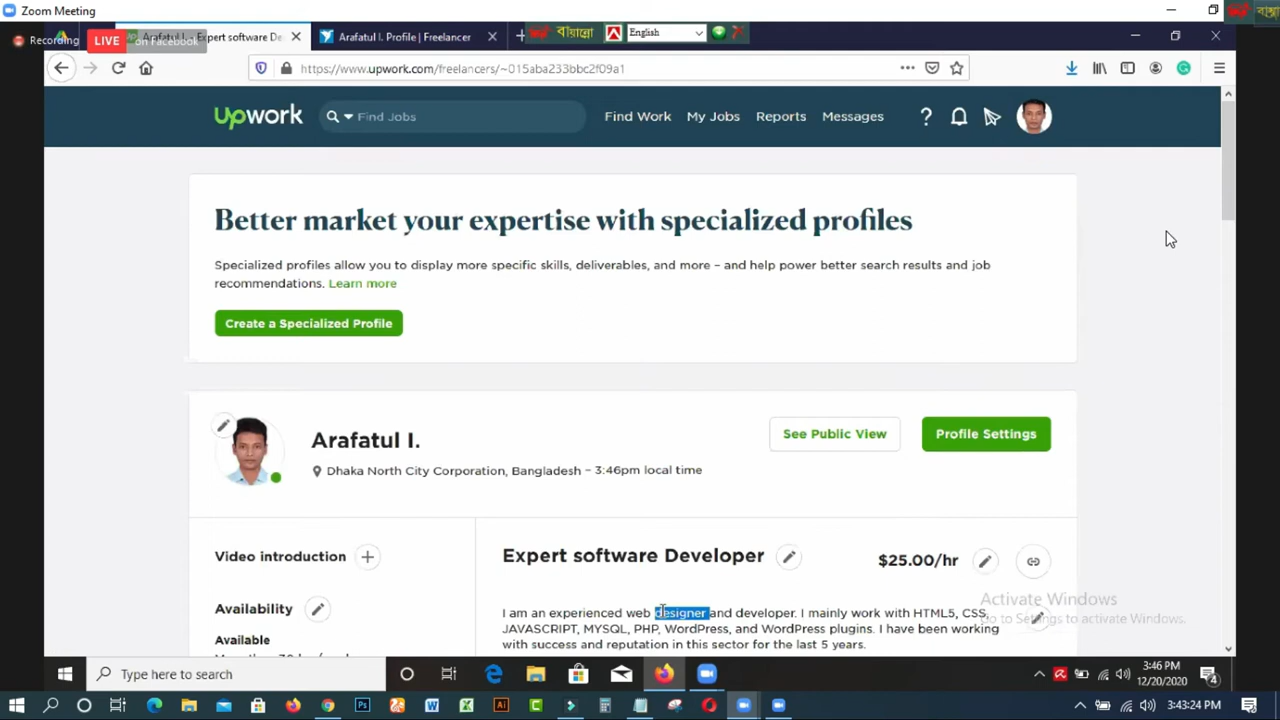 Zoom Meeting
Recording
LIVE on Facebook
Expert software De
Arafatul I. Profile | Freelancer
English
https://www.upwork.com/freelancers/~015aba233bbc2f09a1
Upwork
Find Jobs
Find Work
My Jobs
Reports
Messages
?
Better market your expertise with specialized profiles
Specialized profiles allow you to display more specific skills, deliverables, and more – and help power better search results and job
recommendations. Learn more
Create a Specialized Profile
Arafatul I.
See Public View
Profile Settings
Dhaka North City Corporation, Bangladesh – 3:46pm local time
Video introduction
Expert software Developer
$25.00/hr
Availability
Available
I am an experienced web designer and developer. I mainly work with HTML5, CSS,
JAVASCRIPT, MYSQL, PHP, WordPress, and WordPress plugins. I have been working
with success and reputation in this sector for the last 5 years.
Activate Windows
Go to Settings to activate Windows.
Type here to search
3:46 PM
12/20/2020
4
3:43:24 PM